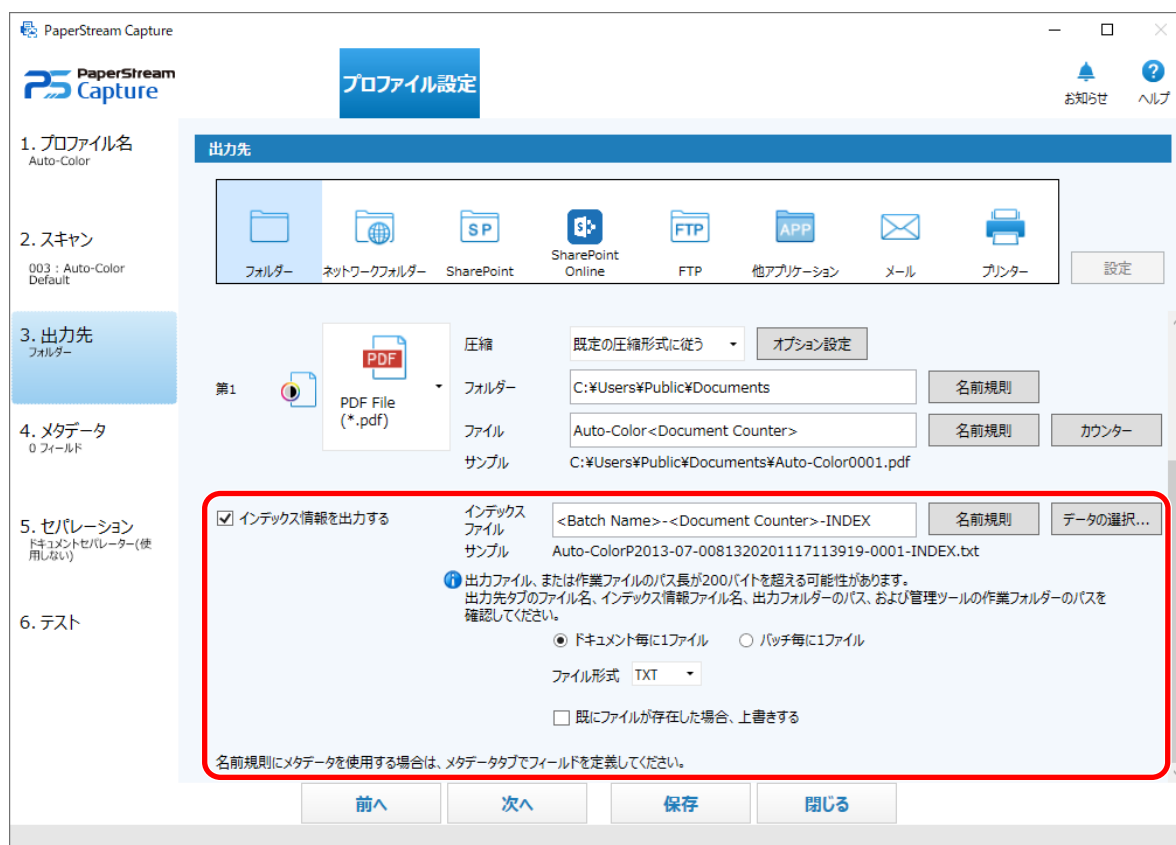 PaperStream Capture
PaperStream
Capture
プロファイル設定
お知らせ
ヘルプ
1. プロファイル名
Auto-Color
2. スキャン
003 : Auto-Color
Default
3. 出力先
フォルダー
4. メタデータ
0 フィールド
5. セパレーション
ドキュメントセパレーター(使
用しない)
6. テスト
出力先
フォルダー
ネットワークフォルダー
SP
SharePoint
SharePoint
Online
FTP
FTP
APP
他アプリケーション
メール
プリンター
設定
第1
PDF
PDF File
(*.pdf)
圧縮
既定の圧縮形式に従う
オプション設定
フォルダー
C:¥Users¥Public¥Documents
名前規則
ファイル
Auto-Color<Document Counter>
名前規則
カウンター
サンプル
C:¥Users¥Public¥Documents¥Auto-Color0001.pdf
インデックス情報を出力する
インデックス
ファイル
<Batch Name>-<Document Counter>-INDEX
名前規則
データの選択...
サンプル
Auto-ColorP2013-07-0081320201117113919-0001-INDEX.txt
出力ファイル、または作業ファイルのパス長が200バイトを超える可能性があります。
出力先タブのファイル名、インデックス情報ファイル名、出力フォルダーのパス、および管理ツールの作業フォルダーのパスを
確認してください。
ドキュメント毎に1ファイル
バッチ毎に1ファイル
ファイル形式
TXT
既にファイルが存在した場合、上書きする
名前規則にメタデータを使用する場合は、メタデータタブでフィールドを定義してください。
前へ
次へ
保存
閉じる